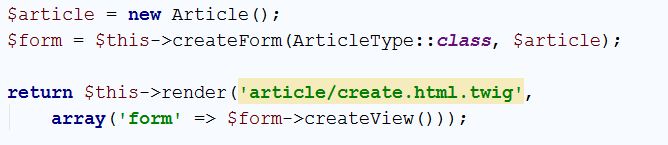 $article = new Article();
$form = $this->createForm(ArticleType::class, $article);
return $this->render('article/create.html.twig',
array('form' => $form->createView()));